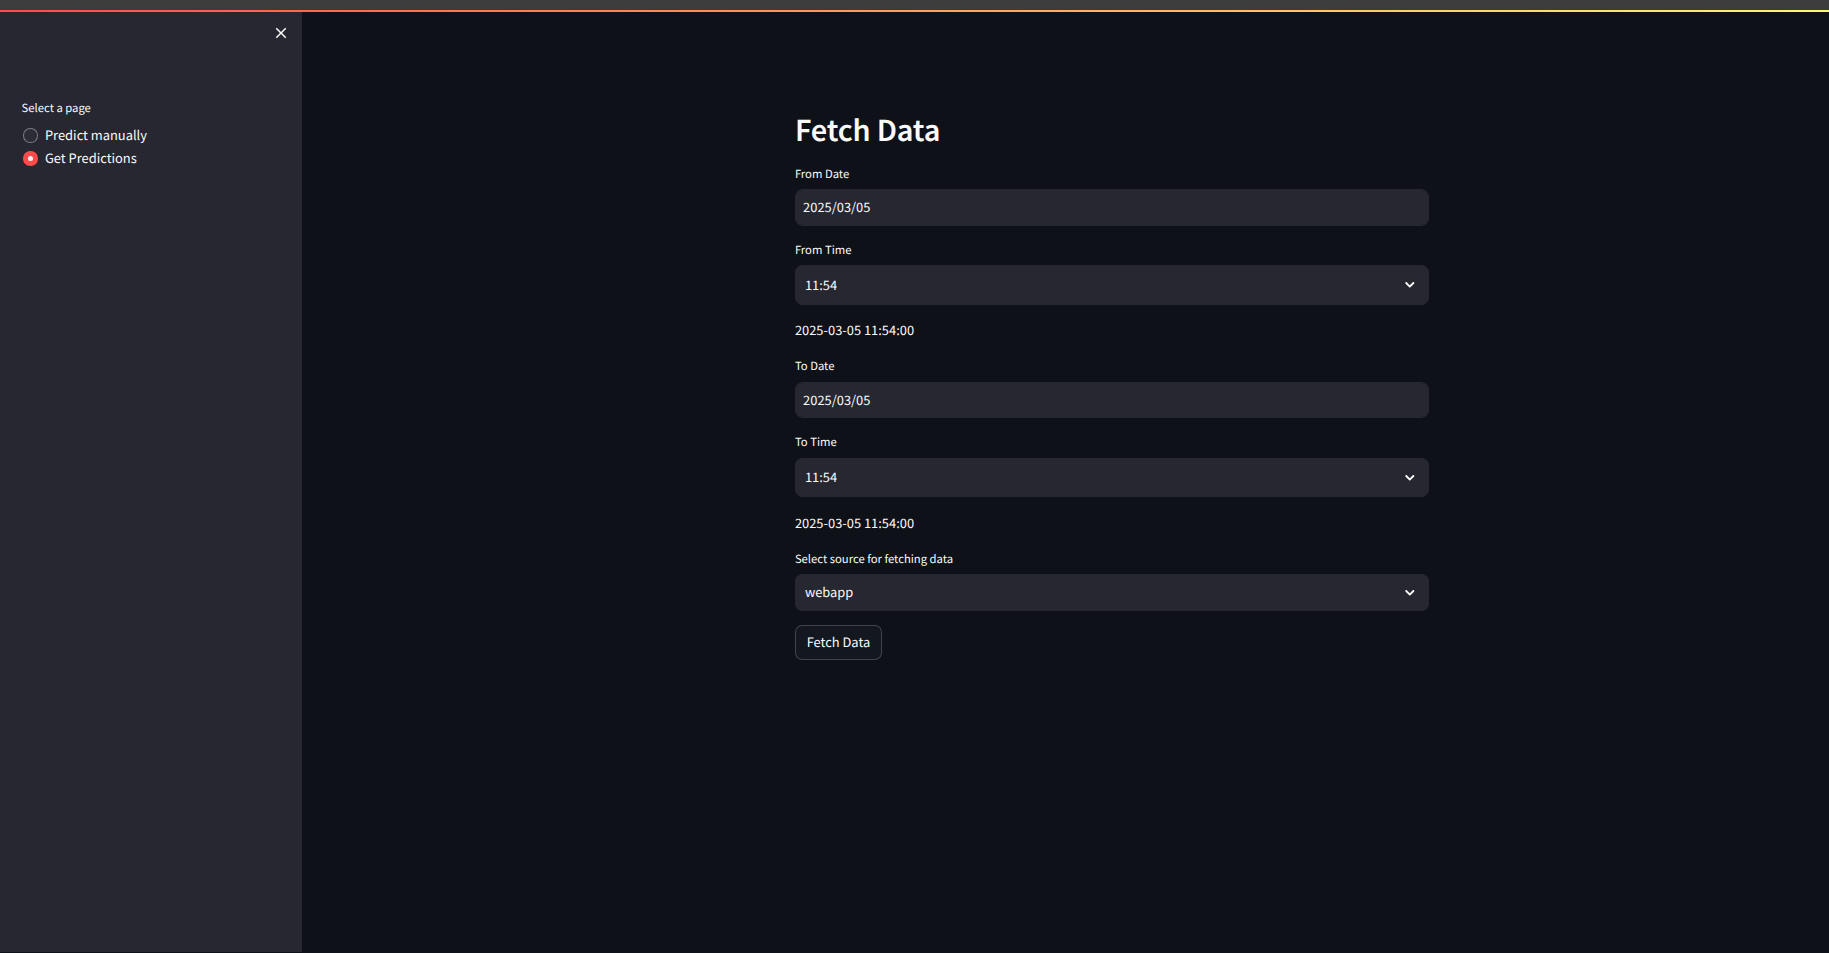 Select a page
Predict manually
Get Predictions
Fetch Data
From Date
2025/03/05
From Time
11:54
2025-03-05 11:54:00
To Date
2025/03/05
To Time
11:54
2025-03-05 11:54:00
Select source for fetching data
webapp
Fetch Data